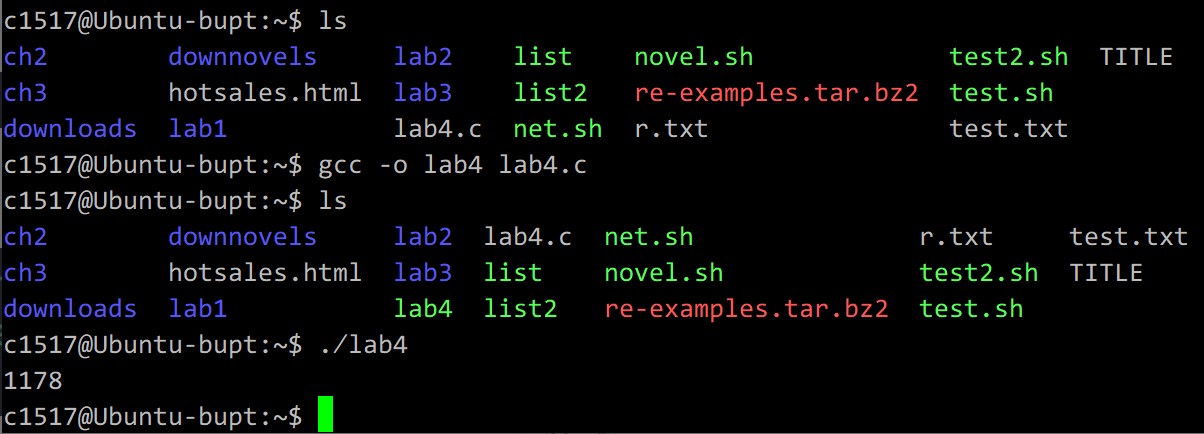 c1517@Ubuntu-bupt:~$ ls
ch2        downnovels     lab2    list    novel.sh             test2.sh  TITLE
ch3        hotsales.html  lab3    list2   re-examples.tar.bz2  test.sh
downloads  lab1           lab4.c  net.sh  r.txt                test.txt
c1517@Ubuntu-bupt:~$ gcc -o lab4 lab4.c
c1517@Ubuntu-bupt:~$ ls
ch2        downnovels     lab2  lab4.c  net.sh               r.txt     test.txt
ch3        hotsales.html  lab3  list    novel.sh             test2.sh  TITLE
downloads  lab1           lab4  list2   re-examples.tar.bz2  test.sh
c1517@Ubuntu-bupt:~$ ./lab4
1178
c1517@Ubuntu-bupt:~$